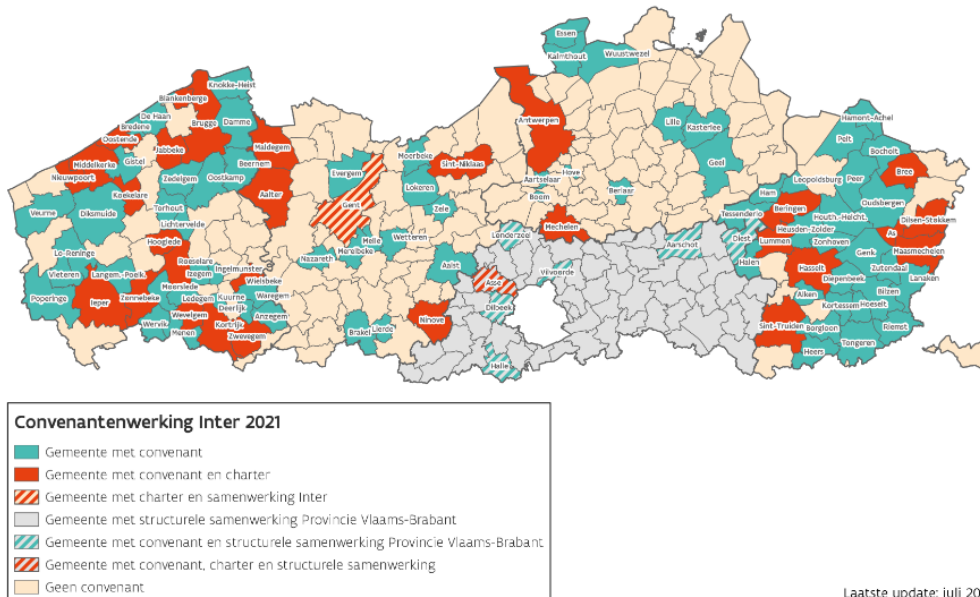 Essen
Kalmthout
Wuustwezel
Knokke-Heist
Blankenberge
De Haan
Brugge
Damme
Bredene
Oostende
Jabbeke
Maldegem
Antwerpen
Lille
Kasterlee
Hamont-Achel
Pelt
Bocholt
Middelkerke
Gistel
Beernem
Nieuwpoort
Zedelgem
Oostkamp
Koekelare
Aalter
Evergem
Moerbeke
Sint-Niklaas
Aartselaar
Hove
Geel
Leopoldsburg
Peer
Bree
Lokeren
Boom
Berlaar
Ham
Oudsbergen
Veurne
Diksmuide
Torhout
Lichtervelde
Gent
Zele
Mechelen
Tessenderlo
Beringen
Houth.-Helcht.
Dilsen-Stokkem
Heusden-Zolder
As
Lo-Reninge
Hooglede
Melle
Wetteren
Londerzeel
Aarschot
Diest
Lummen
Zonhoven
Genk
Maasmechelen
Roeselare
Nazareth
Merelbeke
Vleteren
Langem.-Poelk.
Izegem
Ingelmunster
Aalst
Vilvoorde
Halen
Hasselt
Diepenbeek
Zutendaal
Lanaken
Wielsbeke
Asse
Poperinge
Ieper
Zonnebeke
Moorslede
Ledegem
Kuurne
Waregem
Dilbeek
Alken
Kortessem
Bilzen
Hoeselt
Wevelgem
Deerlijk
Anzegem
Wervik
Menen
Kortrijk
Zwevegem
Brakel
Lierde
Ninove
Sint-Truiden
Borgloon
Riemst
Heers
Tongeren
Halle
Convenantenwerking Inter 2021
Gemeente met convenant
Gemeente met convenant en charter
Gemeente met charter en samenwerking Inter
Gemeente met structurele samenwerking Provincie Vlaams-Brabant
Gemeente met convenant en structurele samenwerking Provincie Vlaams-Brabant
Gemeente met convenant, charter en structurele samenwerking
Geen convenant
Laatste update: juli 20